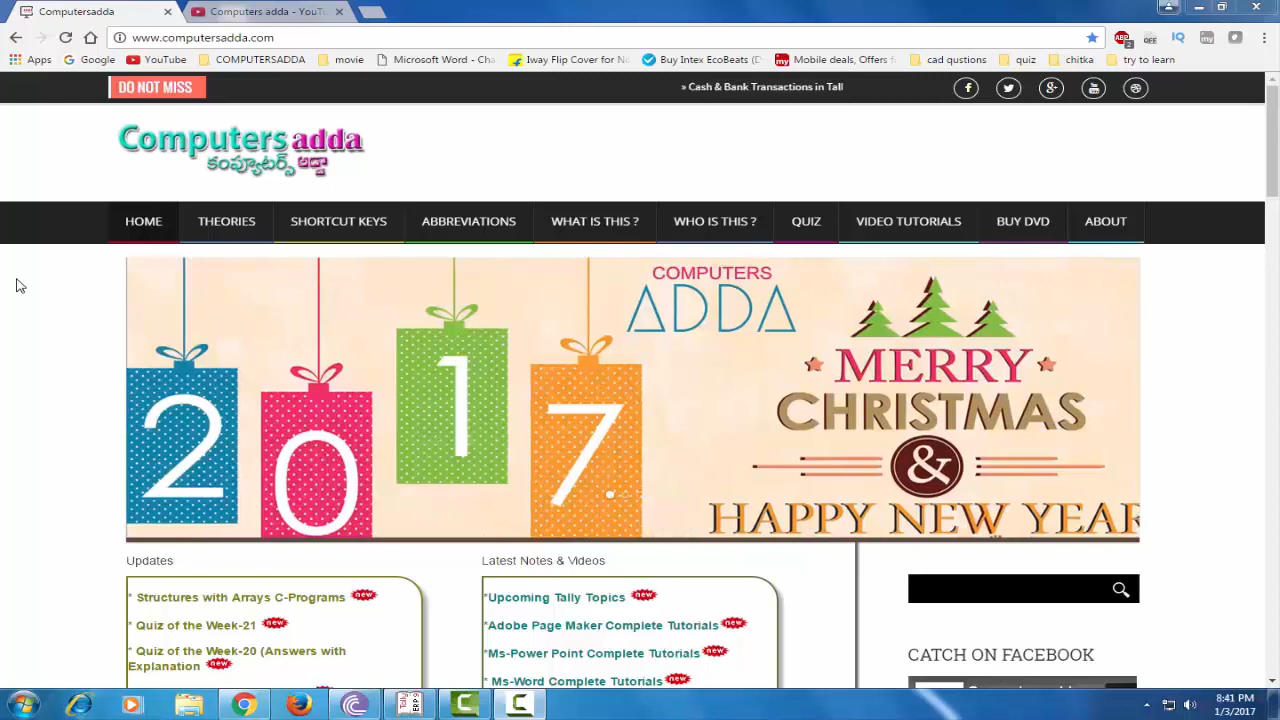 Computersadda
Computers adda - YouTu
www.computersadda.com
Apps
Google
YouTube
COMPUTERSADDA
movie
Microsoft Word - Cha
Iway Flip Cover for No
Buy Intex EcoBeats (
Mobile deals, Offers f
cad qustions
quiz
chitka
try to learn
DO NOT MISS
» Cash & Bank Transactions in Tall
Computers adda
కంప్యూటర్స్ అడ్డా
HOME
THEORIES
SHORTCUT KEYS
ABBREVIATIONS
WHAT IS THIS ?
WHO IS THIS ?
QUIZ
VIDEO TUTORIALS
BUY DVD
ABOUT
2017
COMPUTERS
ADDA
MERRY
CHRISTMAS
&
HAPPY NEW YEAR
Updates
* Structures with Arrays C-Programs new
* Quiz of the Week-21 new
* Quiz of the Week-20 (Answers with
Explanation new
Latest Notes & Videos
*Upcoming Tally Topics new
*Adobe Page Maker Complete Tutorials new
*Ms-Power Point Complete Tutorials new
* Ms-Word Complete Tutorials new
CATCH ON FACEBOOK
8:41 PM
1/3/2017